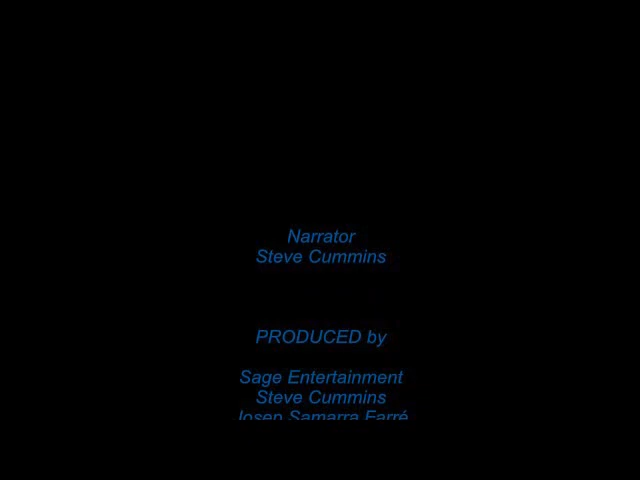 Narrator
Steve Cummins
PRODUCED by
Sage Entertainment
Steve Cummins
Josep Samarra Farré